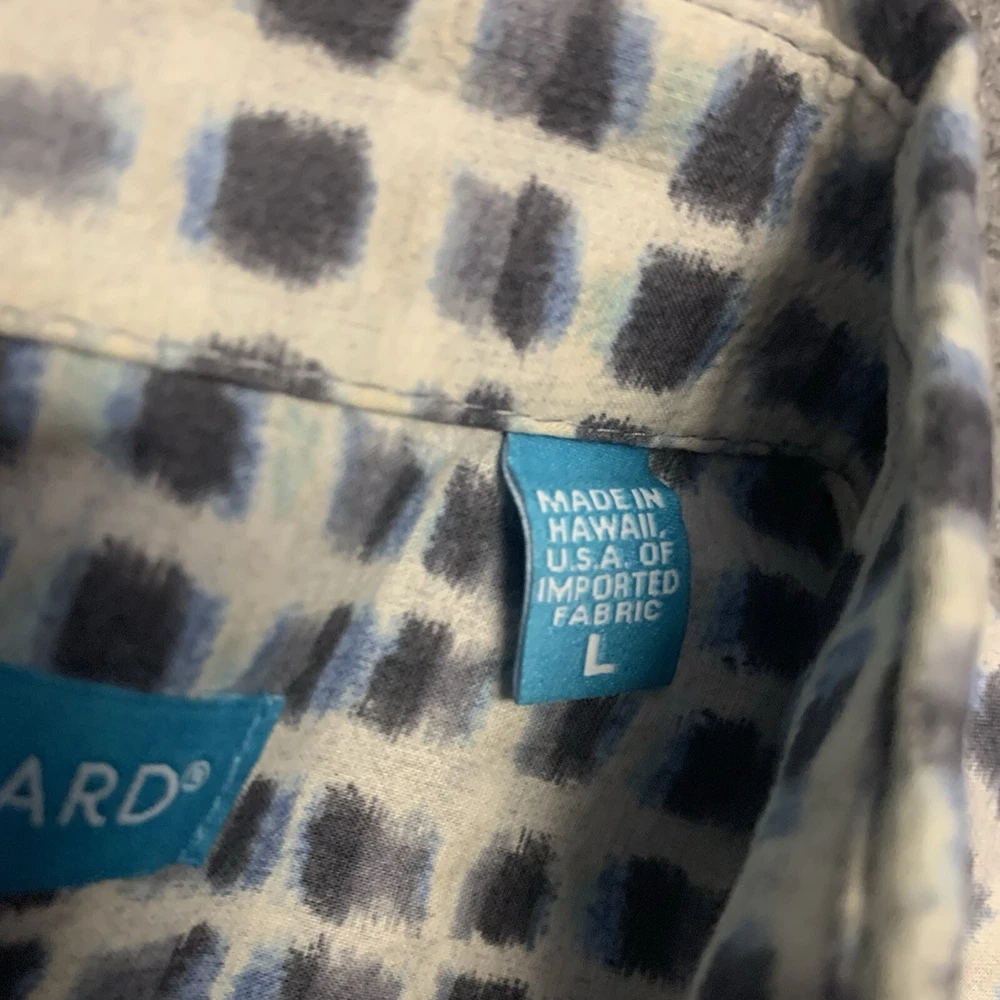 MADE IN
HAWAII,
U.S.A. OF
IMPORTED
FABRIC
L
ARD®